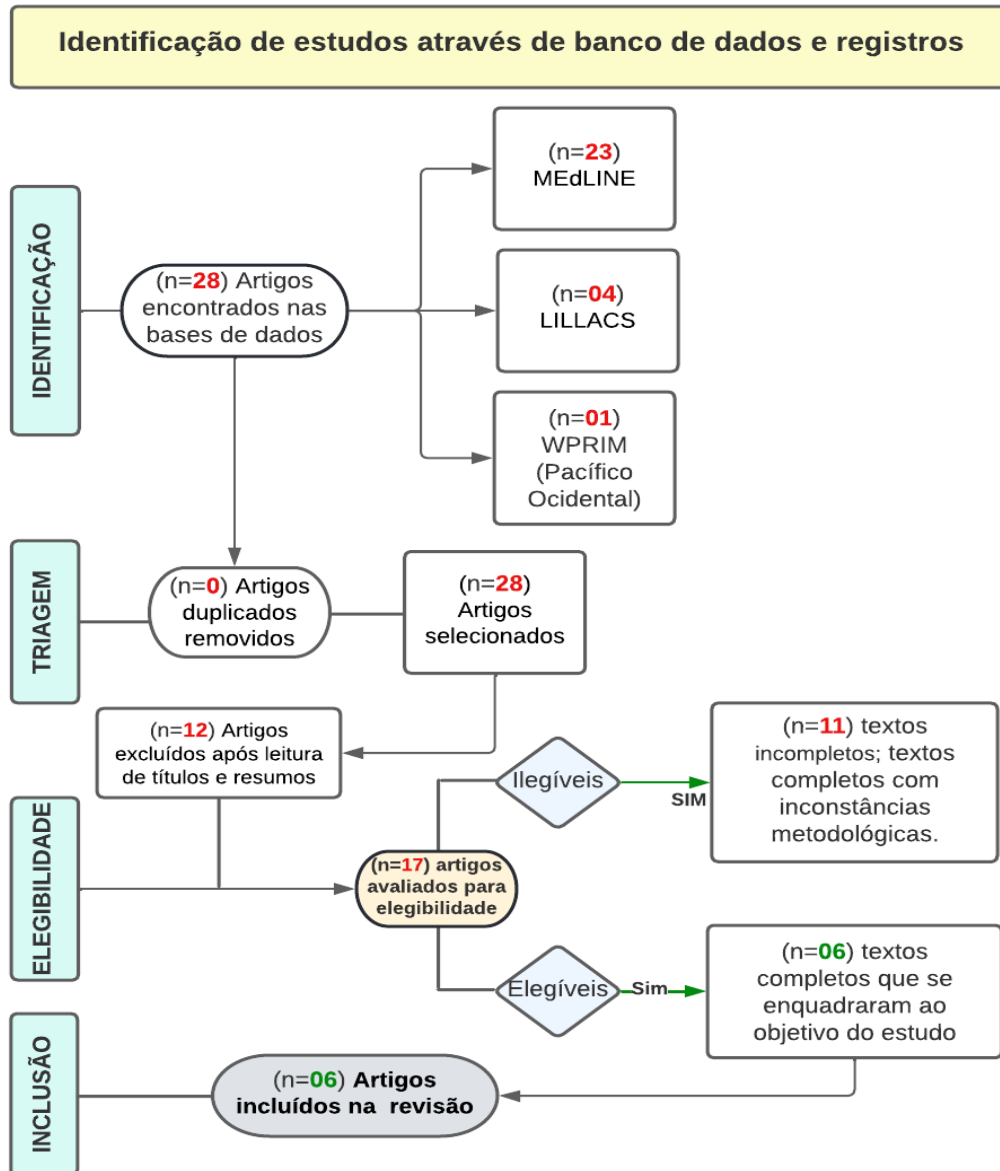 Identificação de estudos através de banco de dados e registros
IDENTIFICAÇÃO
(n=28) Artigos
encontrados nas
bases de dados
(n=23)
MEdLINE
(n=04)
LILLACS
(n=01)
WPRIM
(Pacífico
Ocidental)
TRIAGEM
(n=0) Artigos
duplicados
removidos
(n=28)
Artigos
selecionados
(n=12) Artigos
excluídos após leitura
de títulos e resumos
ELEGIBILIDADE
(n=17) artigos
avaliados para
elegibilidade
Ilegíveis
SIM
(n=11) textos
incompletos; textos
completos com
inconstâncias
metodológicas.
Elegíveis
Sim
(n=06) textos
completos que se
enquadraram ao
objetivo do estudo
INCLUSÃO
(n=06) Artigos
incluídos na revisão